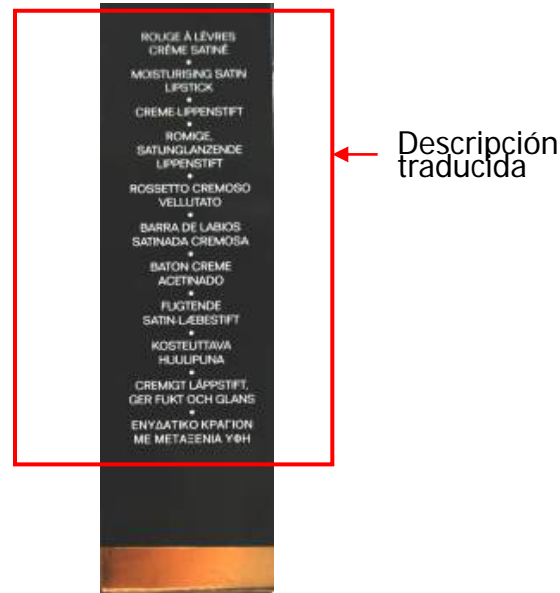 ROUGE À LÈVRES
CRÈME SATINÉ
•
MOISTURISING SATIN
LIPSTICK
•
CREME-LIPPENSTIFT
•
ROMIGE,
SATIJNGLANZENDE
LIPPENSTIFT
•
ROSSETTO CREMOSO
VELLUTATO
•
BARRA DE LABIOS
SATINADA CREMOSA
•
BATON CREME
ACETINADO
•
FUGTENDE
SATIN-LÆBESTIFT
•
KOSTEUTTAVA
HUULIPUNA
•
CREMIGT LÄPPSTIFT,
GER FUKT OCH GLANS
•
ΕΝΥΔΑΤΙΚΟ ΚΡΑΓΙΟΝ
ΜΕ ΜΕΤΑΞΕΝΙΑ ΥΦΗ
Descripción
traducida